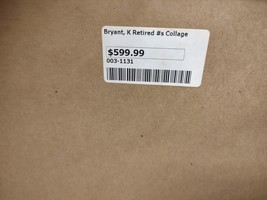 Bryant, K Retired #s Collage
$599.99
003-1131